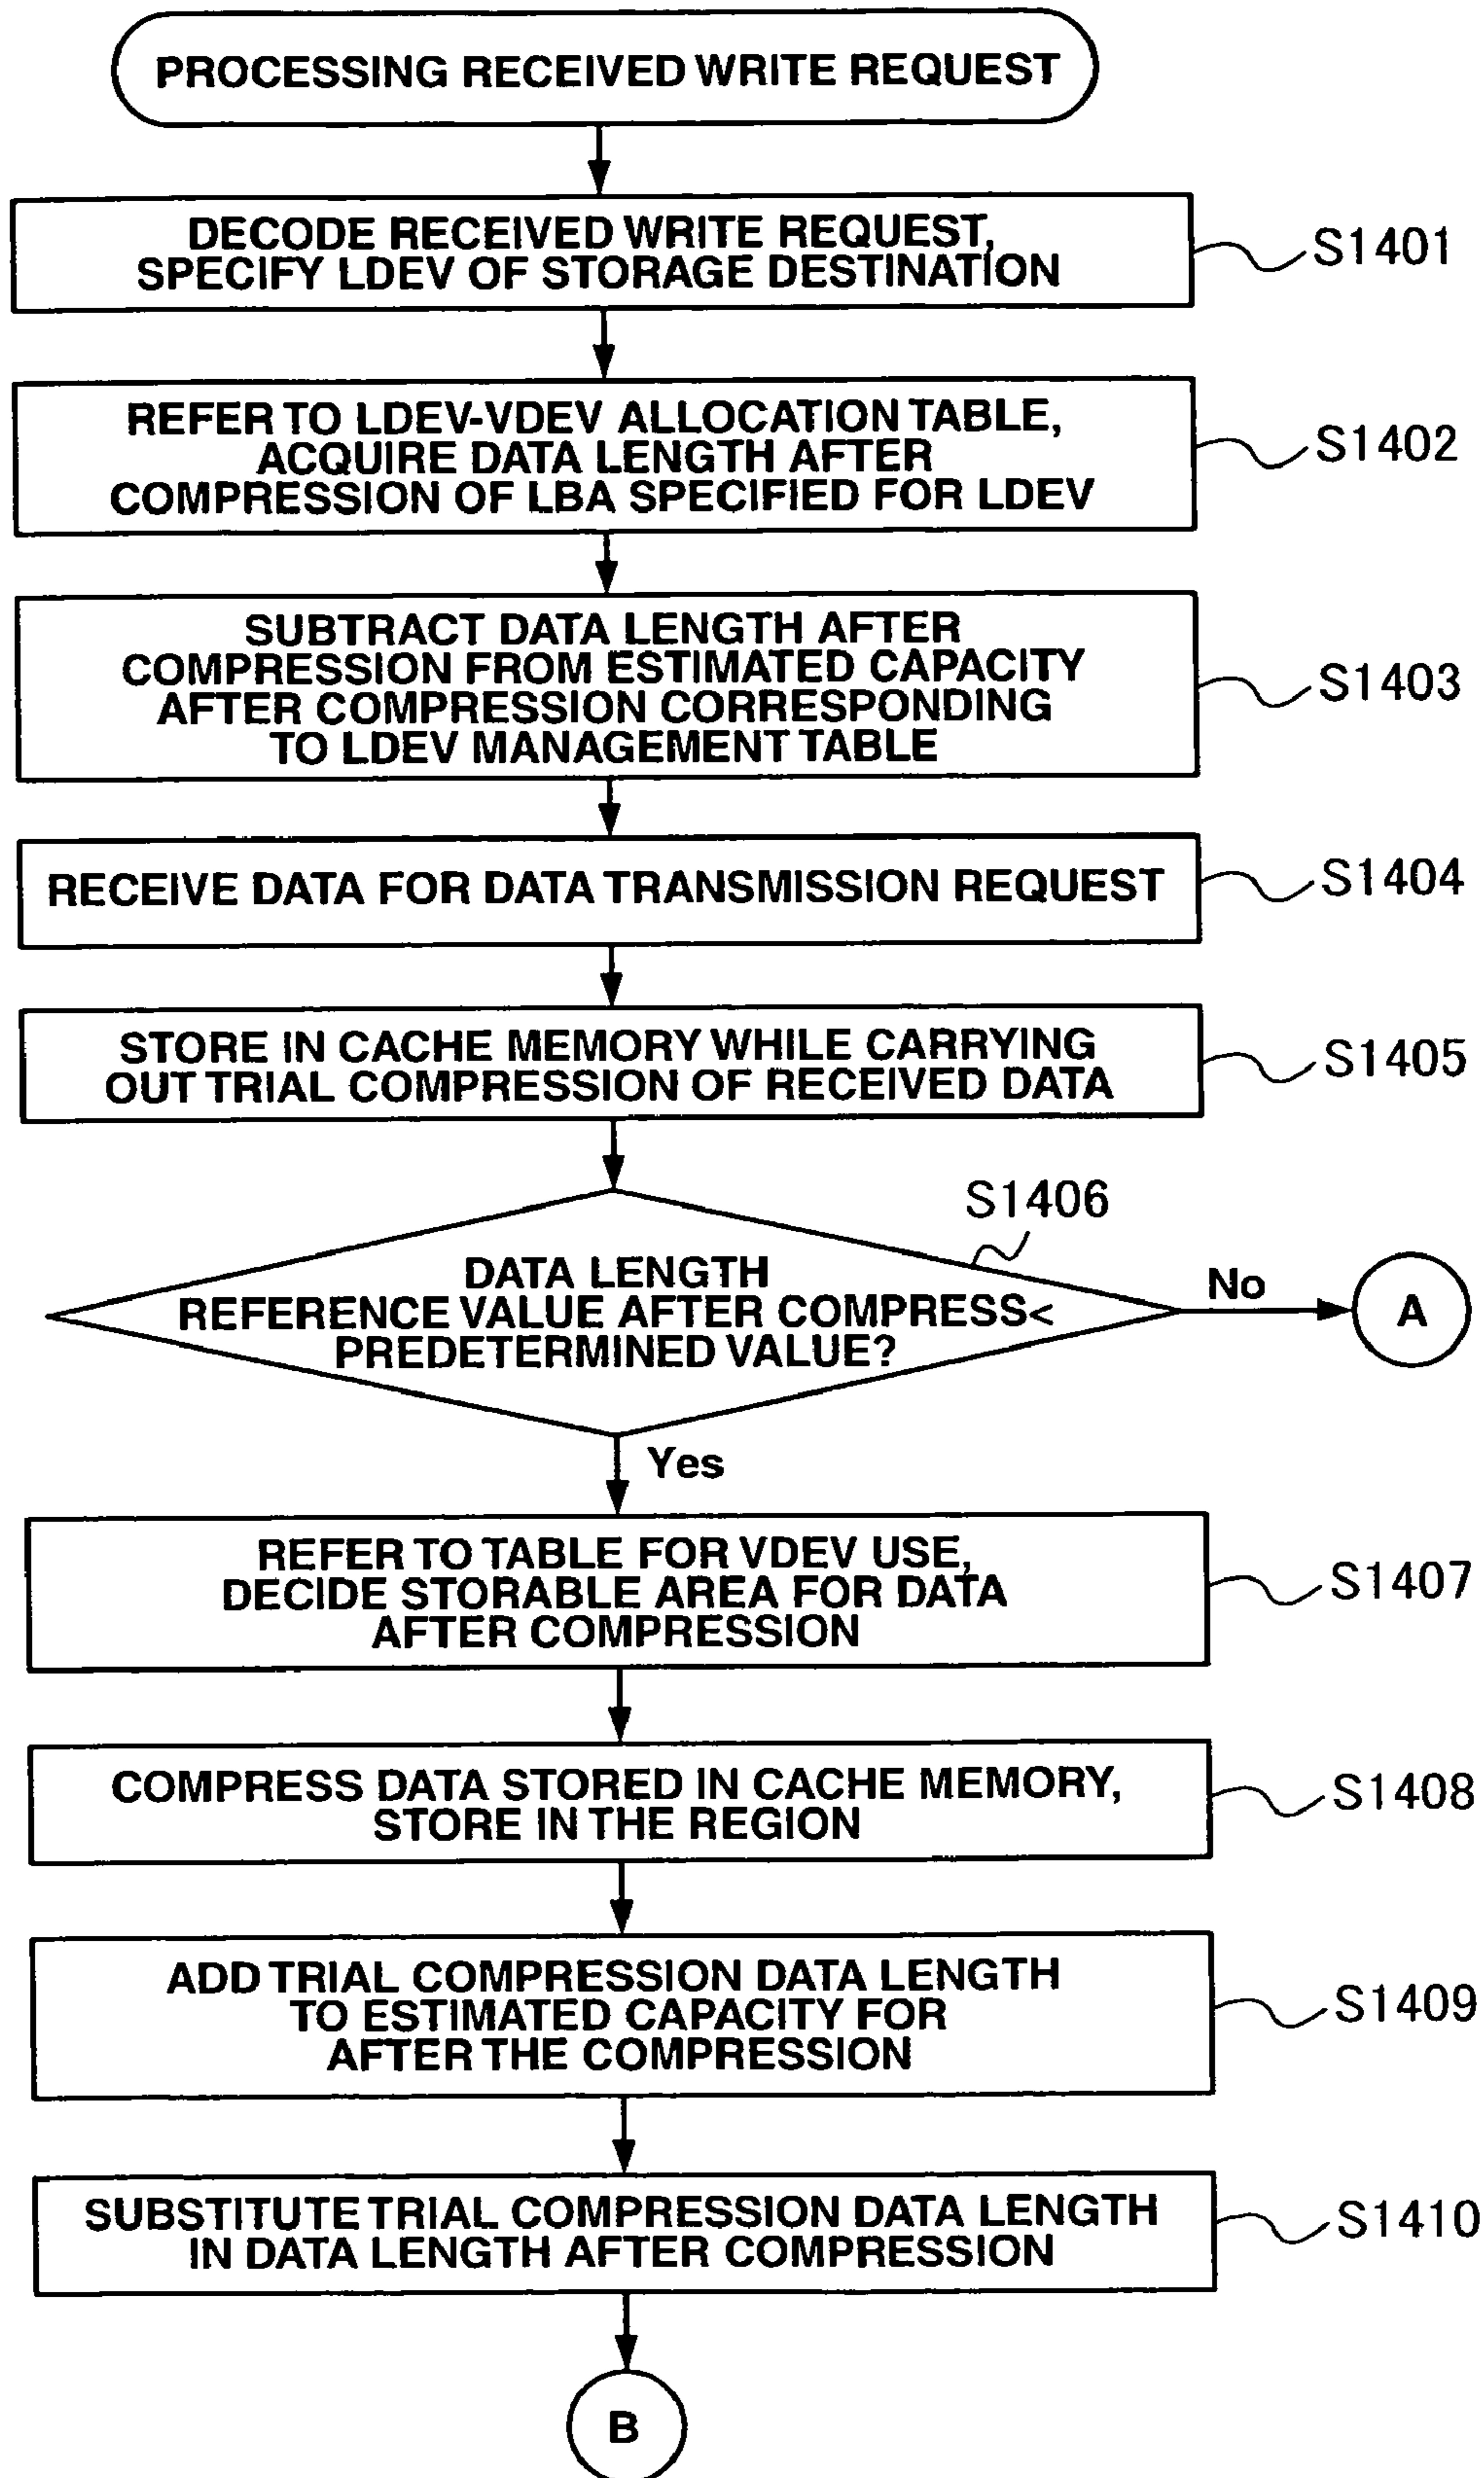 PROCESSING RECEIVED WRITE REQUEST
DECODE RECEIVED WRITE REQUEST,
SPECIFY LDEV OF STORAGE DESTINATION
S1401
REFER TO LDEV-VDEV ALLOCATION TABLE,
ACQUIRE DATA LENGTH AFTER
COMPRESSION OF LBA SPECIFIED FOR LDEV
S1402
SUBTRACT DATA LENGTH AFTER
COMPRESSION FROM ESTIMATED CAPACITY
AFTER COMPRESSION CORRESPONDING
TO LDEV MANAGEMENT TABLE
S1403
RECEIVE DATA FOR DATA TRANSMISSION REQUEST
S1404
STORE IN CACHE MEMORY WHILE CARRYING
OUT TRIAL COMPRESSION OF RECEIVED DATA
S1405
S1406
DATA LENGTH
REFERENCE VALUE AFTER COMPRESS<
PREDETERMINED VALUE?
No
A
Yes
REFER TO TABLE FOR VDEV USE,
DECIDE STORABLE AREA FOR DATA
AFTER COMPRESSION
S1407
COMPRESS DATA STORED IN CACHE MEMORY,
STORE IN THE REGION
S1408
ADD TRIAL COMPRESSION DATA LENGTH
TO ESTIMATED CAPACITY FOR
AFTER THE COMPRESSION
S1409
SUBSTITUTE TRIAL COMPRESSION DATA LENGTH
IN DATA LENGTH AFTER COMPRESSION
S1410
B